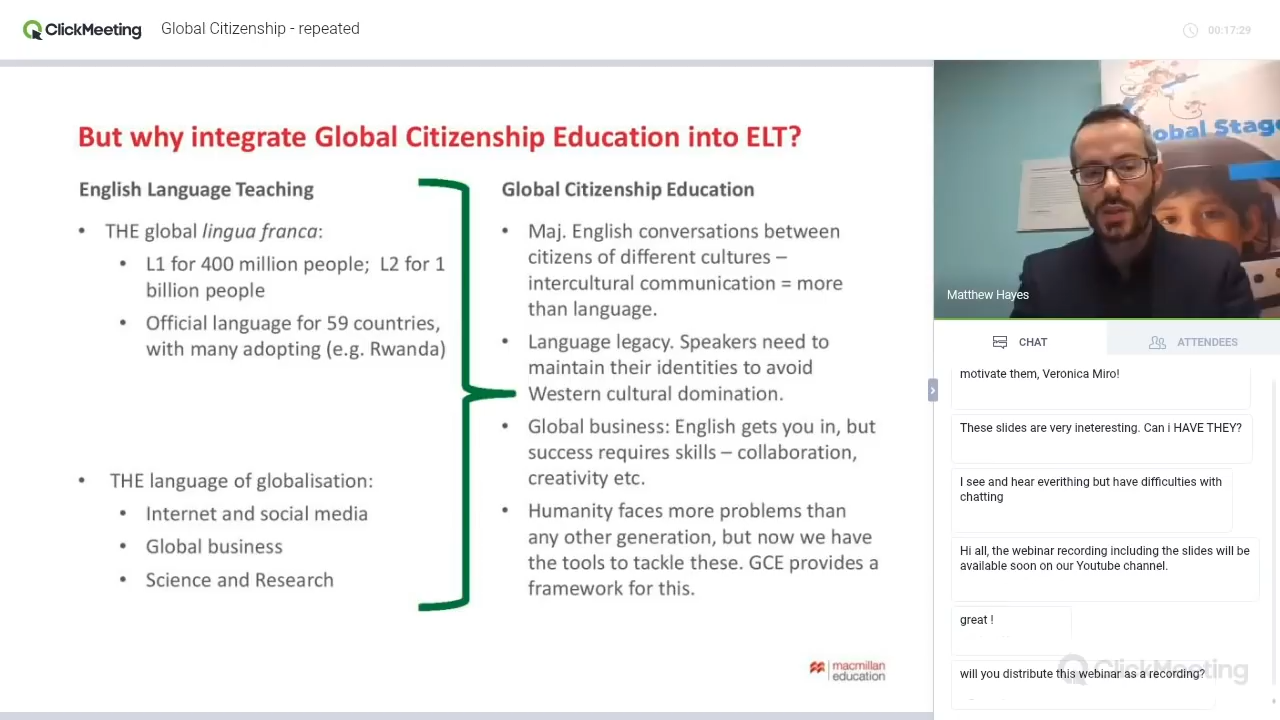 ClickMeeting
Global Citizenship - repeated
00:17:29
But why integrate Global Citizenship Education into ELT?
English Language Teaching
• THE global lingua franca:
• L1 for 400 million people; L2 for 1
billion people
• Official language for 59 countries,
with many adopting (e.g. Rwanda)
• THE language of globalisation:
• Internet and social media
• Global business
• Science and Research
Global Citizenship Education
• Maj. English conversations between
citizens of different cultures –
intercultural communication = more
than language.
• Language legacy. Speakers need to
maintain their identities to avoid
Western cultural domination.
• Global business: English gets you in, but
success requires skills – collaboration,
creativity etc.
• Humanity faces more problems than
any other generation, but now we have
the tools to tackle these. GCE provides a
framework for this.
macmillan
education
obal Stage
Matthew Hayes
CHAT
ATTENDEES
motivate them, Veronica Miro!
These slides are very ineteresting. Can i HAVE THEY?
I see and hear everithing but have difficulties with
chatting
Hi all, the webinar recording including the slides will be
available soon on our Youtube channel.
great !
will you distribute this webinar as a recording?
ClickMeeting